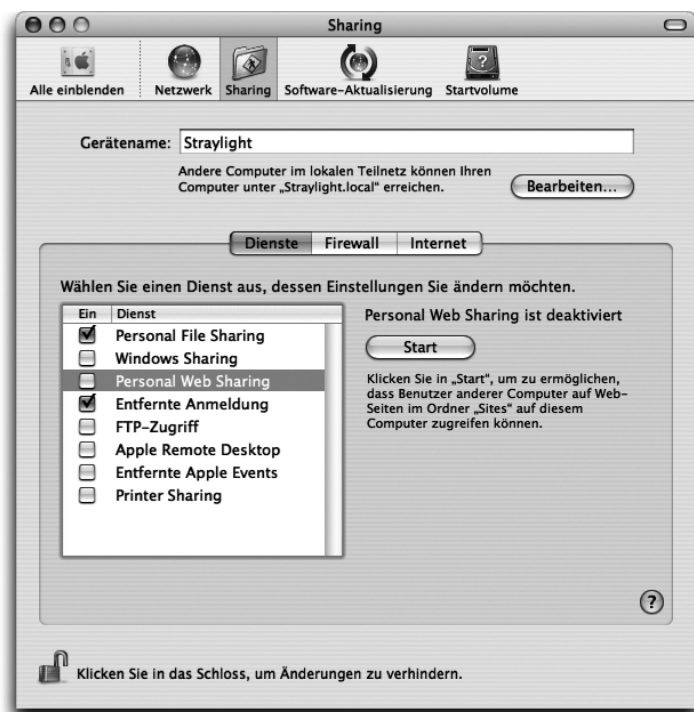 Sharing
Alle einblenden
Netzwerk
Sharing
Software-Aktualisierung
Startvolume
Gerätename: Straylight
Andere Computer im lokalen Teilnetz können Ihren
Computer unter „Straylight.local“ erreichen.
Bearbeiten...
Dienste
Firewall
Internet
Wählen Sie einen Dienst aus, dessen Einstellungen Sie ändern möchten.
Ein Dienst
Personal File Sharing
Windows Sharing
Personal Web Sharing
Entfernte Anmeldung
FTP-Zugriff
Apple Remote Desktop
Entfernte Apple Events
Printer Sharing
Personal Web Sharing ist deaktiviert
Start
Klicken Sie in „Start“, um zu ermöglichen,
dass Benutzer anderer Computer auf Web-
Seiten im Ordner „Sites“ auf diesem
Computer zugreifen können.
?
Klicken Sie in das Schloss, um Änderungen zu verhindern.